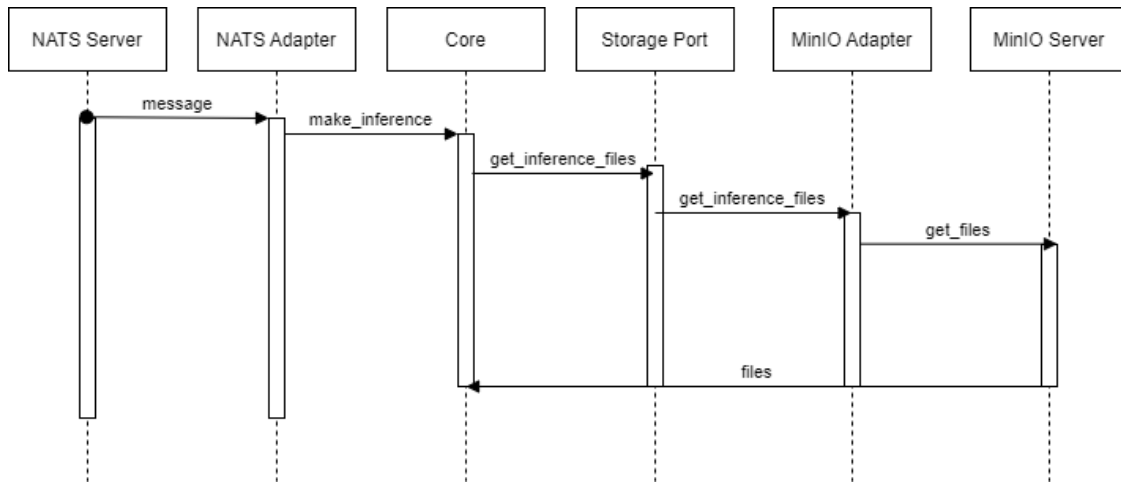 NATS Server
NATS Adapter
Core
Storage Port
MinIO Adapter
MinIO Server
message
make_inference
get_inference_files
get_inference_files
get_files
files